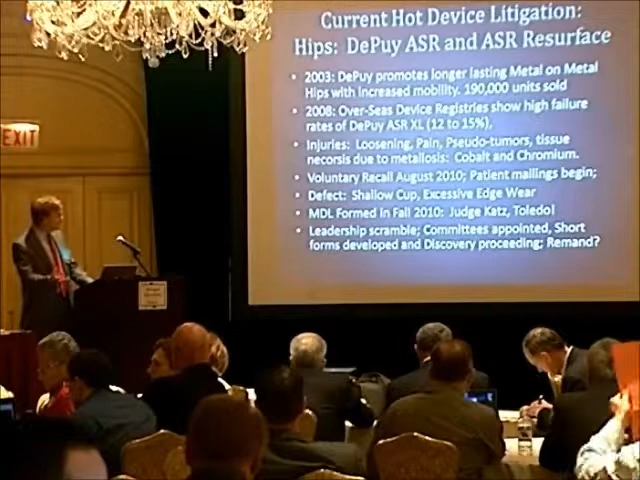 Current Hot Device Litigation:
Hips: DePuy ASR and ASR Resurface
• 2003: DePuy promotes longer lasting Metal on Metal
Hips with increased mobility. 190,000 units sold
• 2008: Over-Seas Device Registries show high failure
rates of DePuy ASR XL (12 to 15%),
• Injuries: Loosening, Pain, Pseudo-tumors, tissue
necorsis due to metallosis: Cobalt and Chromium.
• Voluntary Recall August 2010; Patient mailings begin;
• Defect: Shallow Cup, Excessive Edge Wear
• MDL Formed in Fall 2010: Judge Katz, Toledo!
• Leadership scramble; Committees appointed, Short
forms developed and Discovery proceeding; Remand?
EXIT